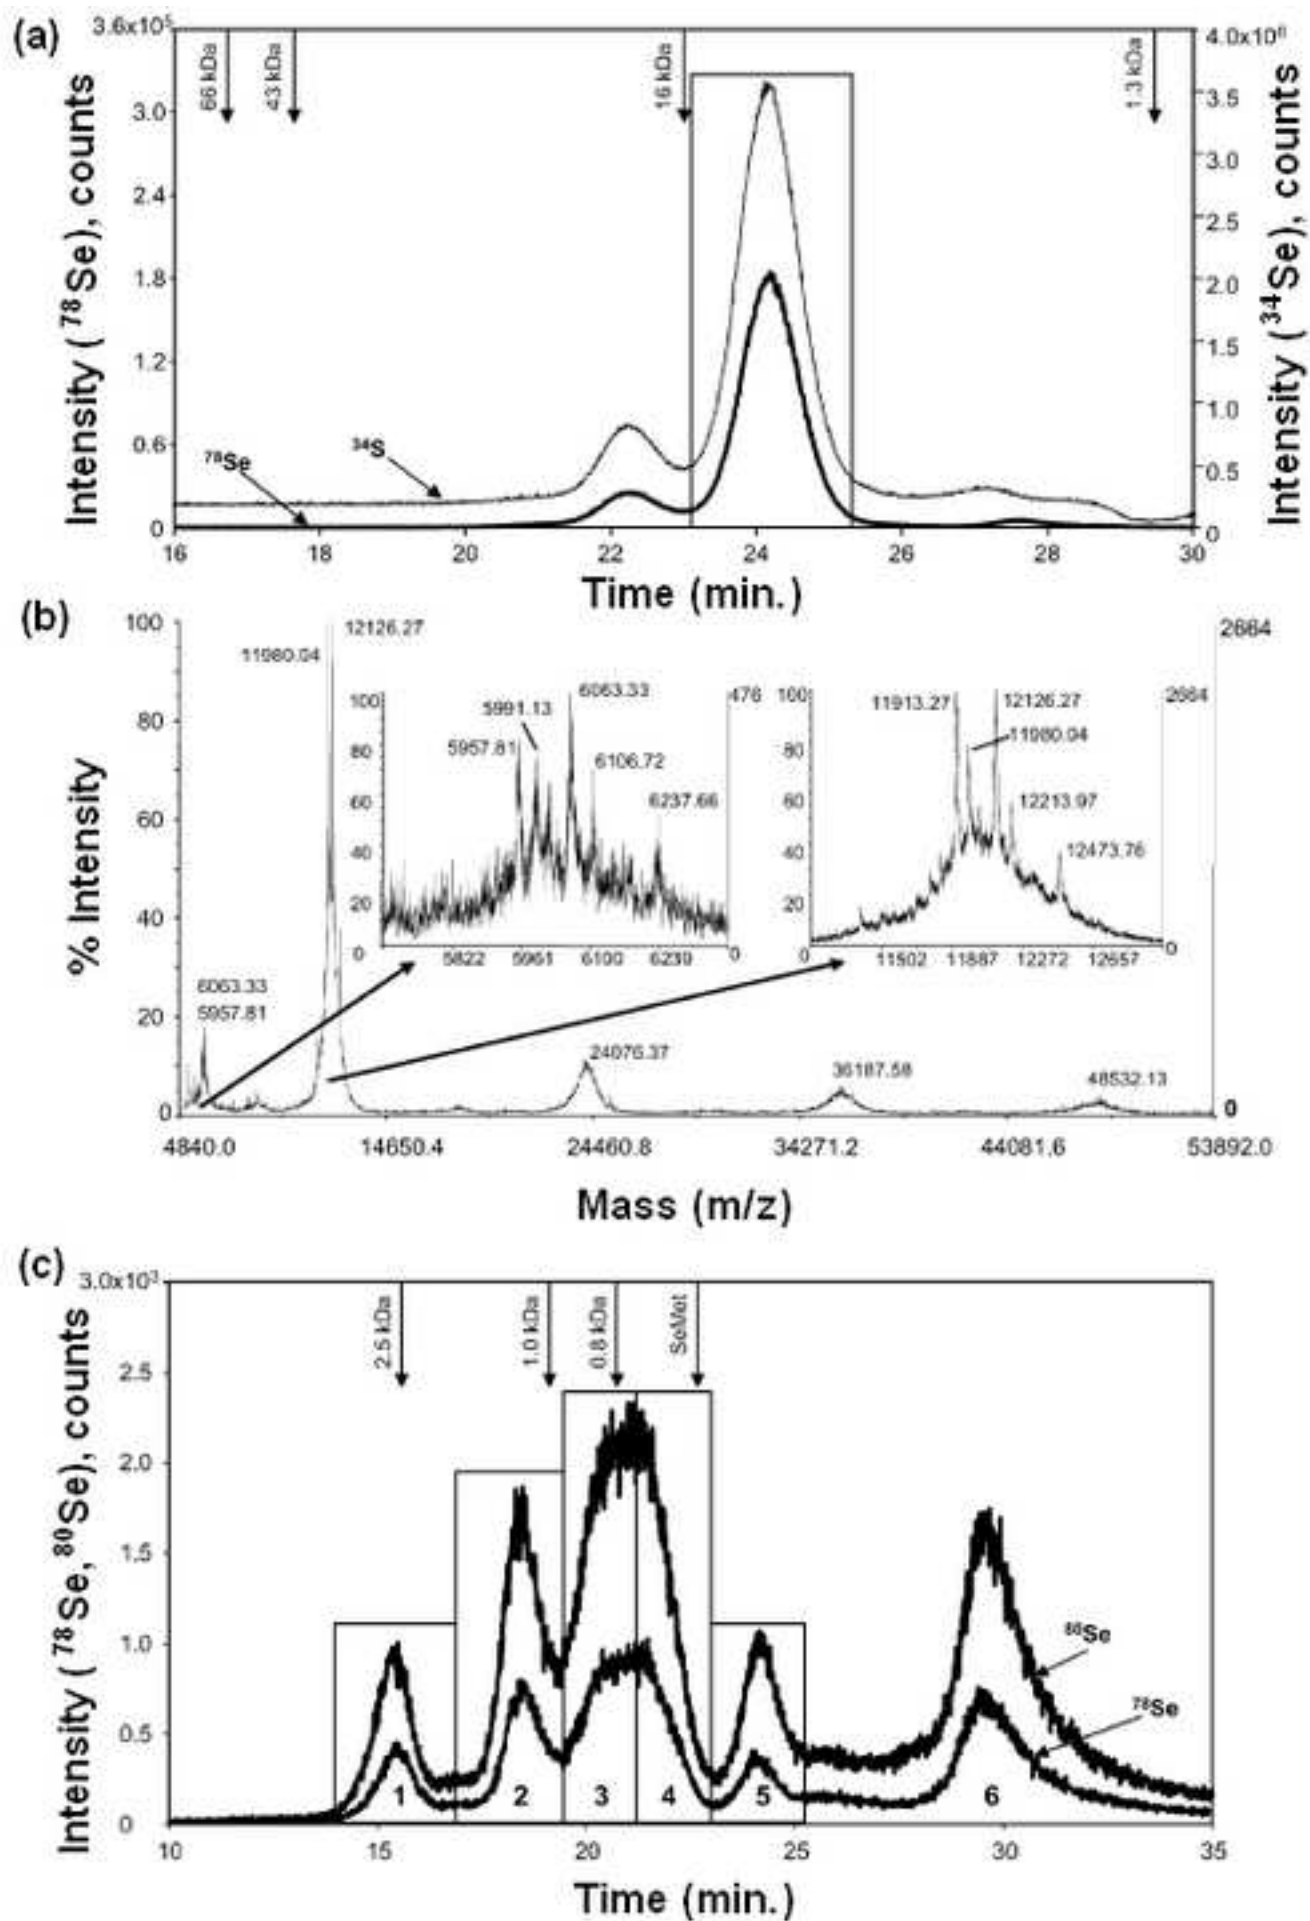 (a)
3.6x10⁵
3.0
2.4
1.8
1.2
0.6
0
Intensity ( ⁷⁸Se), counts
66 kDa
43 kDa
16 kDa
1.3 kDa
⁷⁸Se
³⁴S
4.0x10⁶
3.5
3.0
2.5
2.0
1.5
1.0
0.5
0
Intensity ( ³⁴Se), counts
16 18 20 22 24 26 28 30
Time (min.)
(b)
100
80
60
40
20
0
% Intensity
12126.27
11980.04
6063.33
5957.81
24076.37
36187.58
48532.13
2664
0
100
80
60
40
20
0
5957.81
5991.13
6063.33
6106.72
6237.66
476
0
5822 5961 6100 6239
100
80
60
40
20
0
11913.27
12126.27
11980.04
12213.97
12473.76
2664
0
11502 11887 12272 12657
4840.0 14650.4 24460.8 34271.2 44081.6 53892.0
Mass (m/z)
(c)
3.0x10³
2.5
2.0
1.5
1.0
0.5
0
Intensity ( ⁷⁸Se, ⁸⁰Se), counts
2.5 kDa
1.0 kDa
0.8 kDa
SeMet
⁸⁰Se
⁷⁸Se
1 2 3 4 5 6
10 15 20 25 30 35
Time (min.)